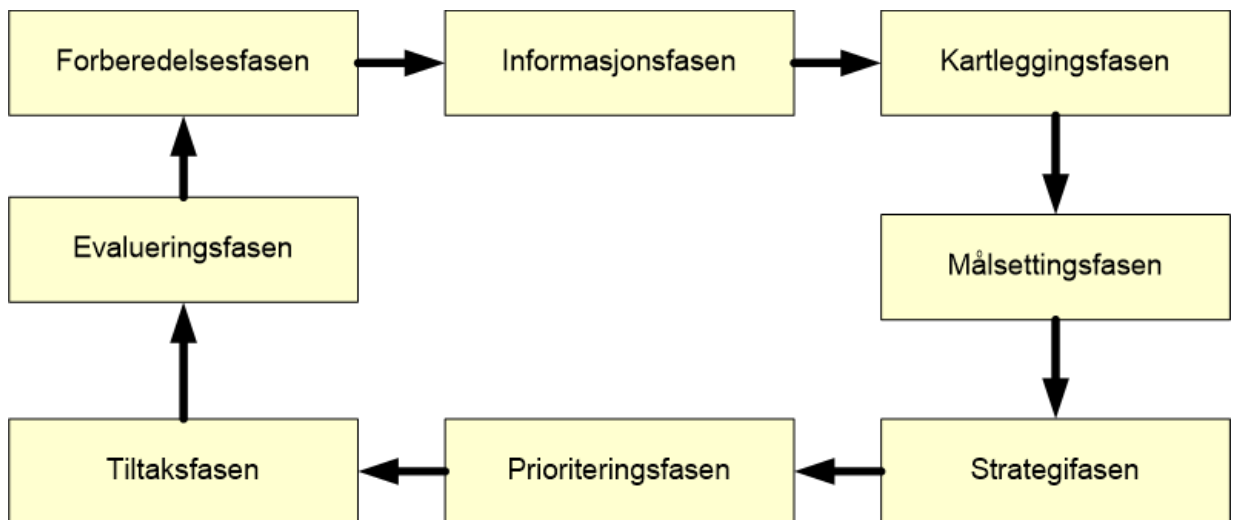 Forberedelsesfasen
Informasjonsfasen
Kartleggingsfasen
Målsettingsfasen
Strategifasen
Prioriteringsfasen
Tiltaksfasen
Evalueringsfasen